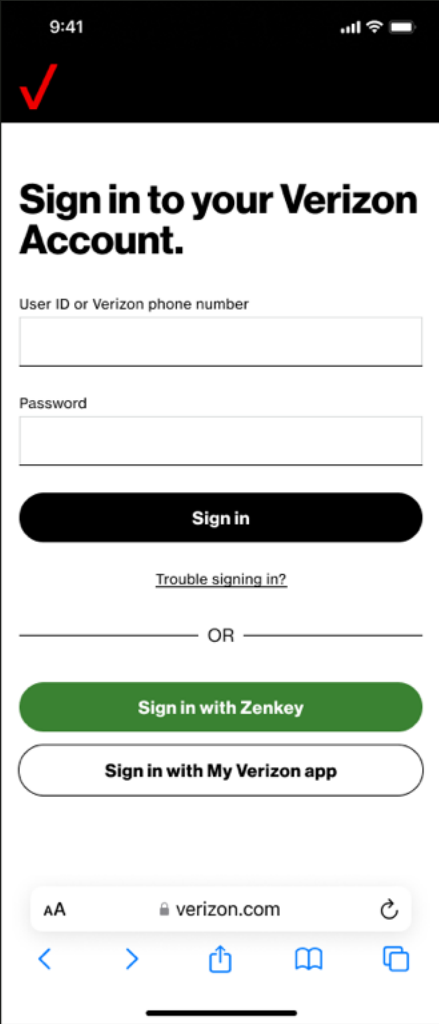 9:41
Sign in to your Verizon
Account.
User ID or Verizon phone number
Password
Sign in
Trouble signing in?
OR
Sign in with Zenkey
Sign in with My Verizon app
AA verizon.com